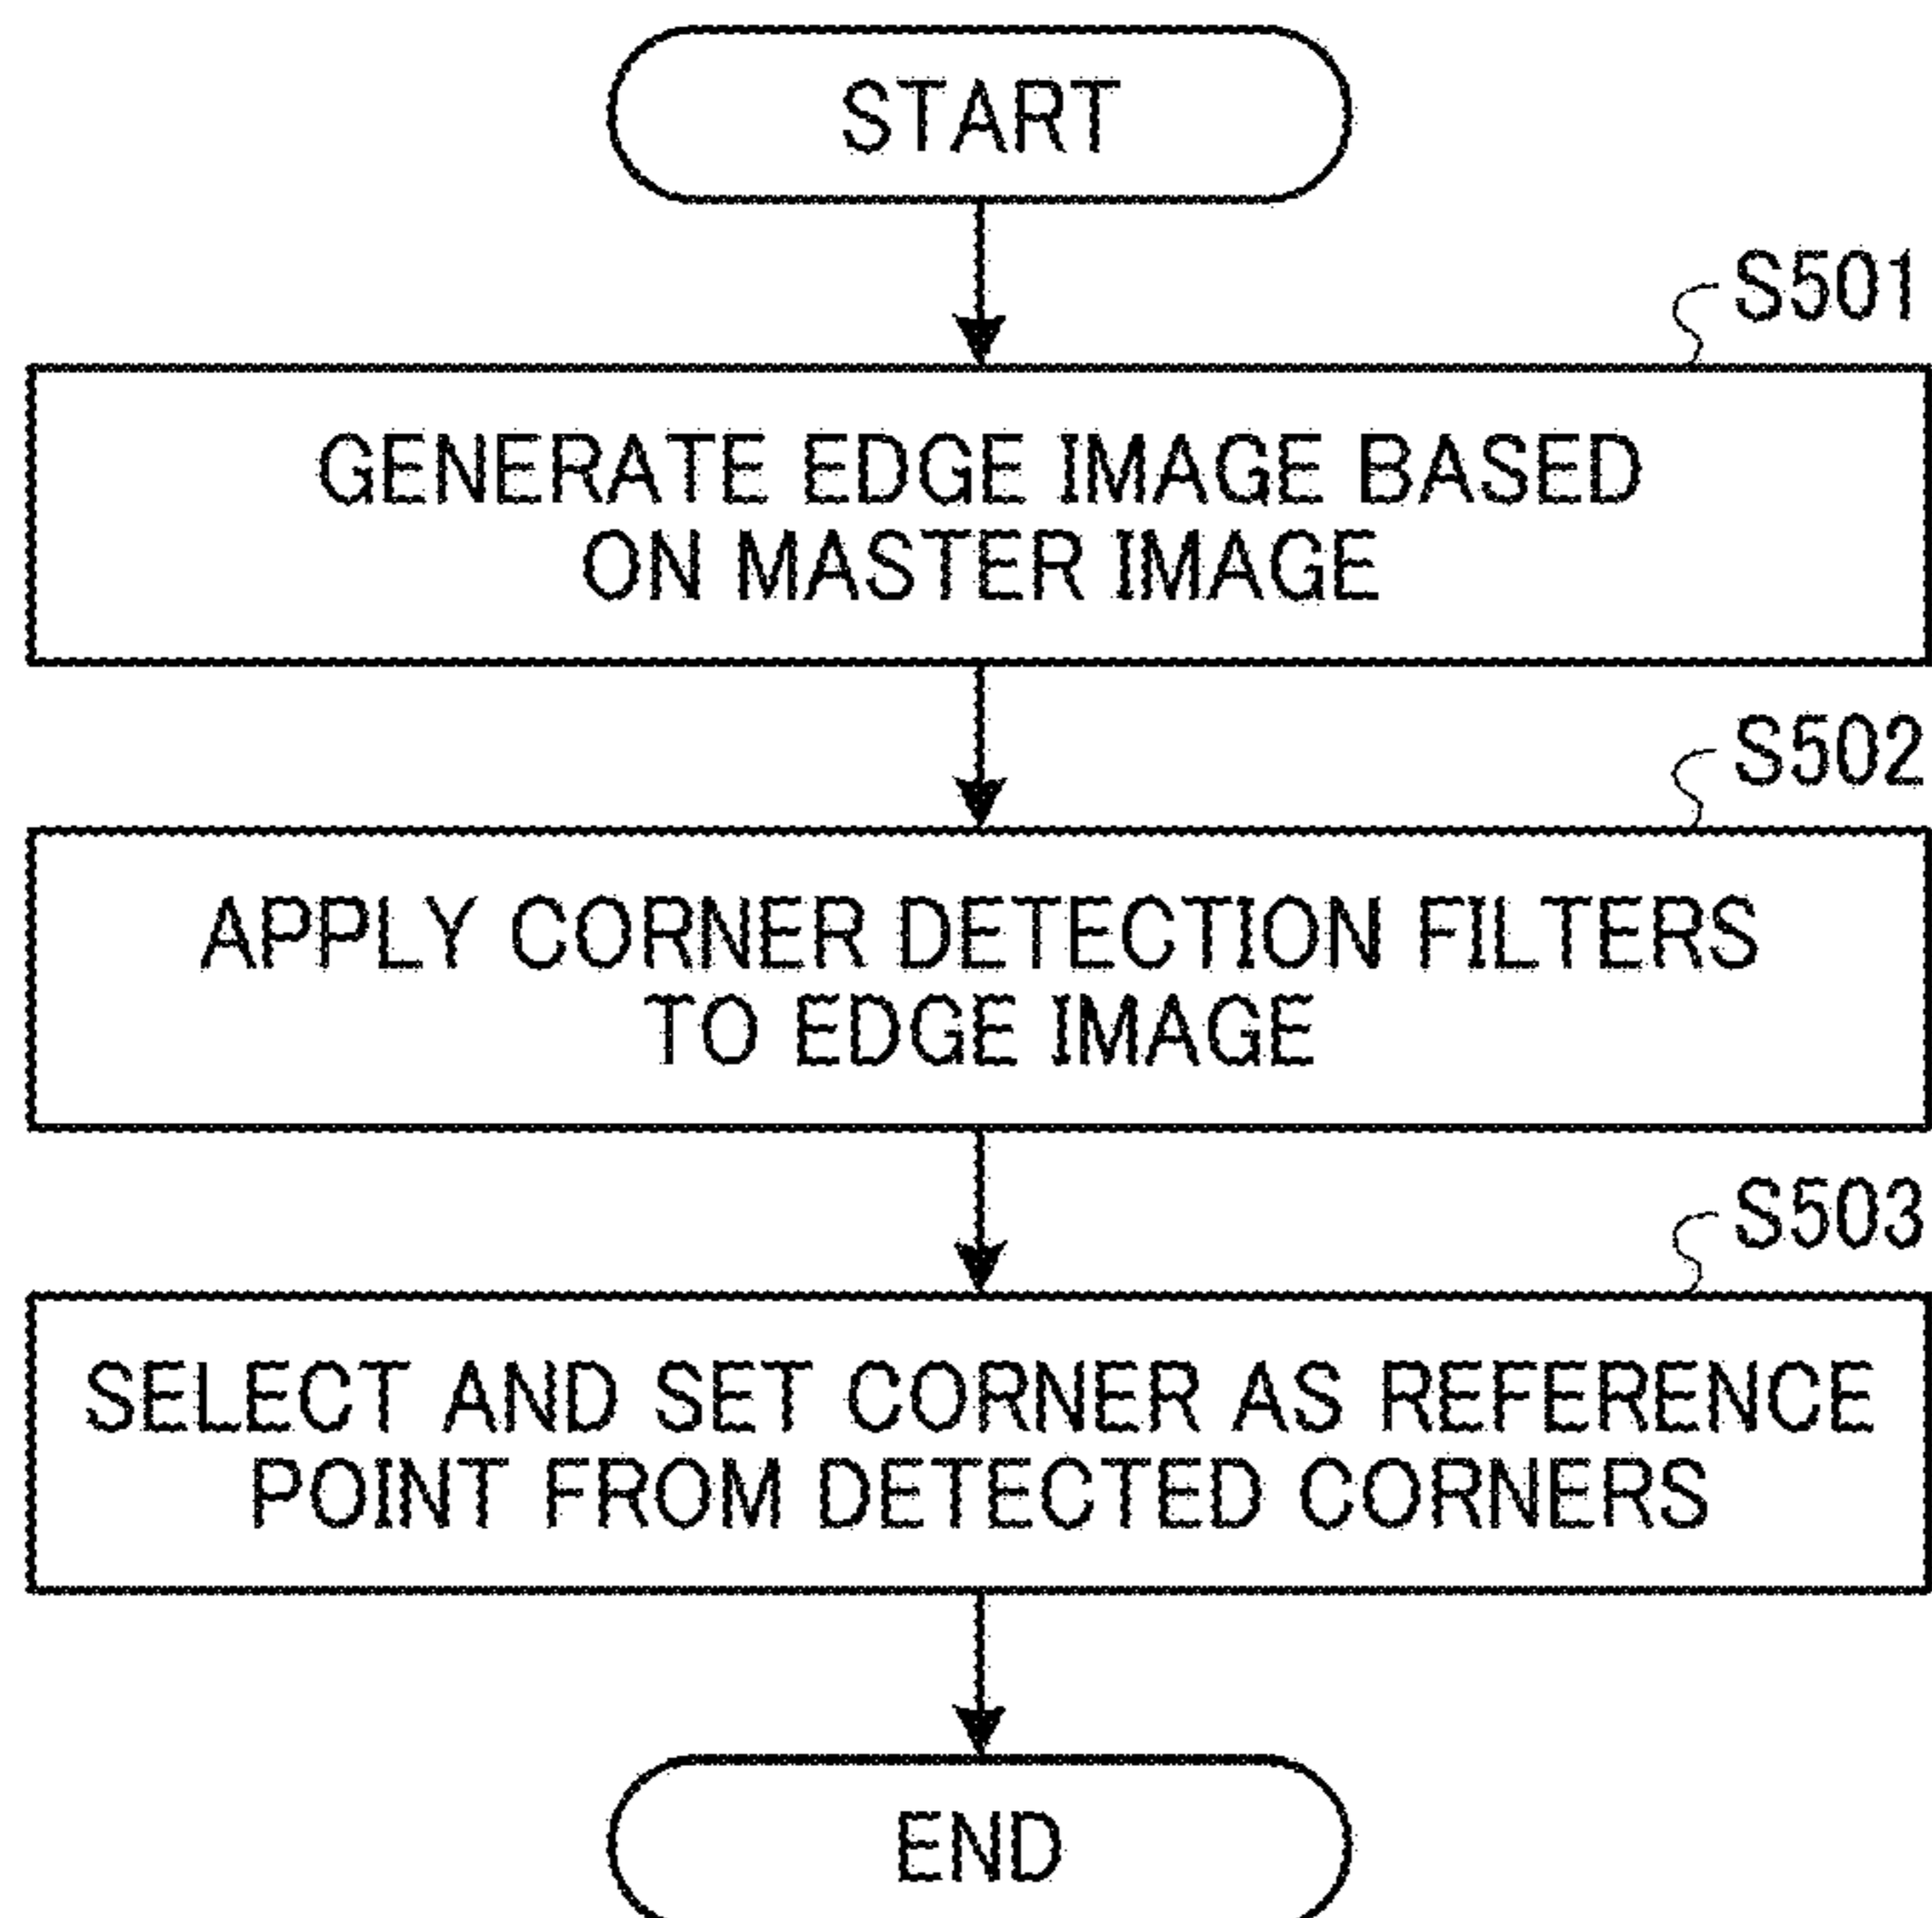 START
S501
GENERATE EDGE IMAGE BASED
ON MASTER IMAGE
S502
APPLY CORNER DETECTION FILTERS
TO EDGE IMAGE
S503
SELECT AND SET CORNER AS REFERENCE
POINT FROM DETECTED CORNERS
END